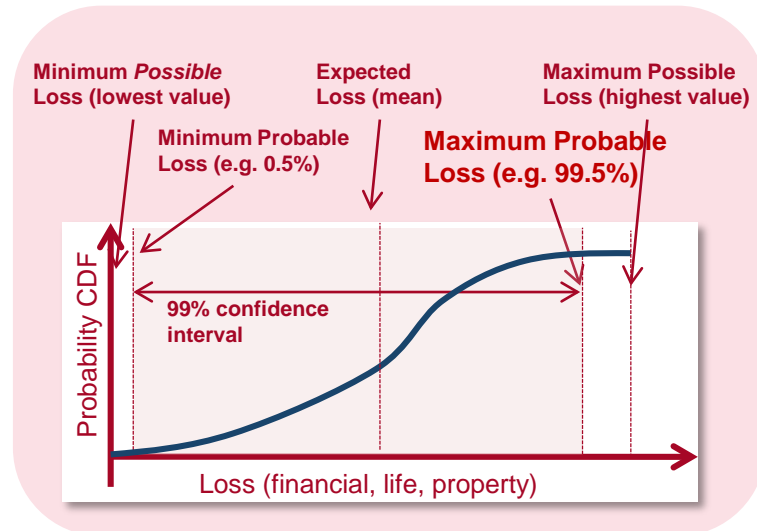 Minimum Possible
Loss (lowest value)
Expected
Loss (mean)
Maximum Possible
Loss (highest value)
Minimum Probable
Loss (e.g. 0.5%)
Maximum Probable
Loss (e.g. 99.5%)
99% confidence
interval
Probability CDF
Loss (financial, life, property)